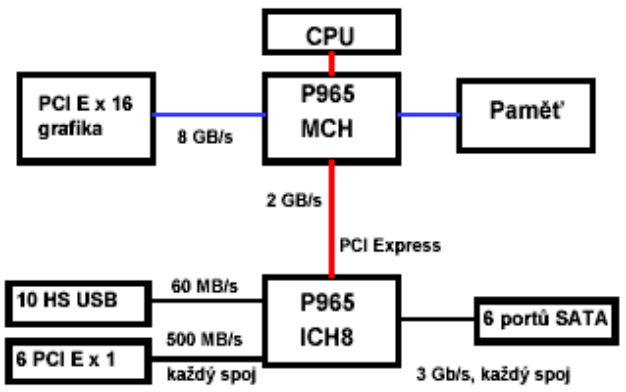 CPU
PCI E x 16
grafika
8 GB/s
P965
MCH
Paměť
2 GB/s
PCI Express
10 HS USB
60 MB/s
P965
ICH8
6 portů SATA
6 PCI E x 1
500 MB/s
každý spoj
3 Gb/s, každý spoj